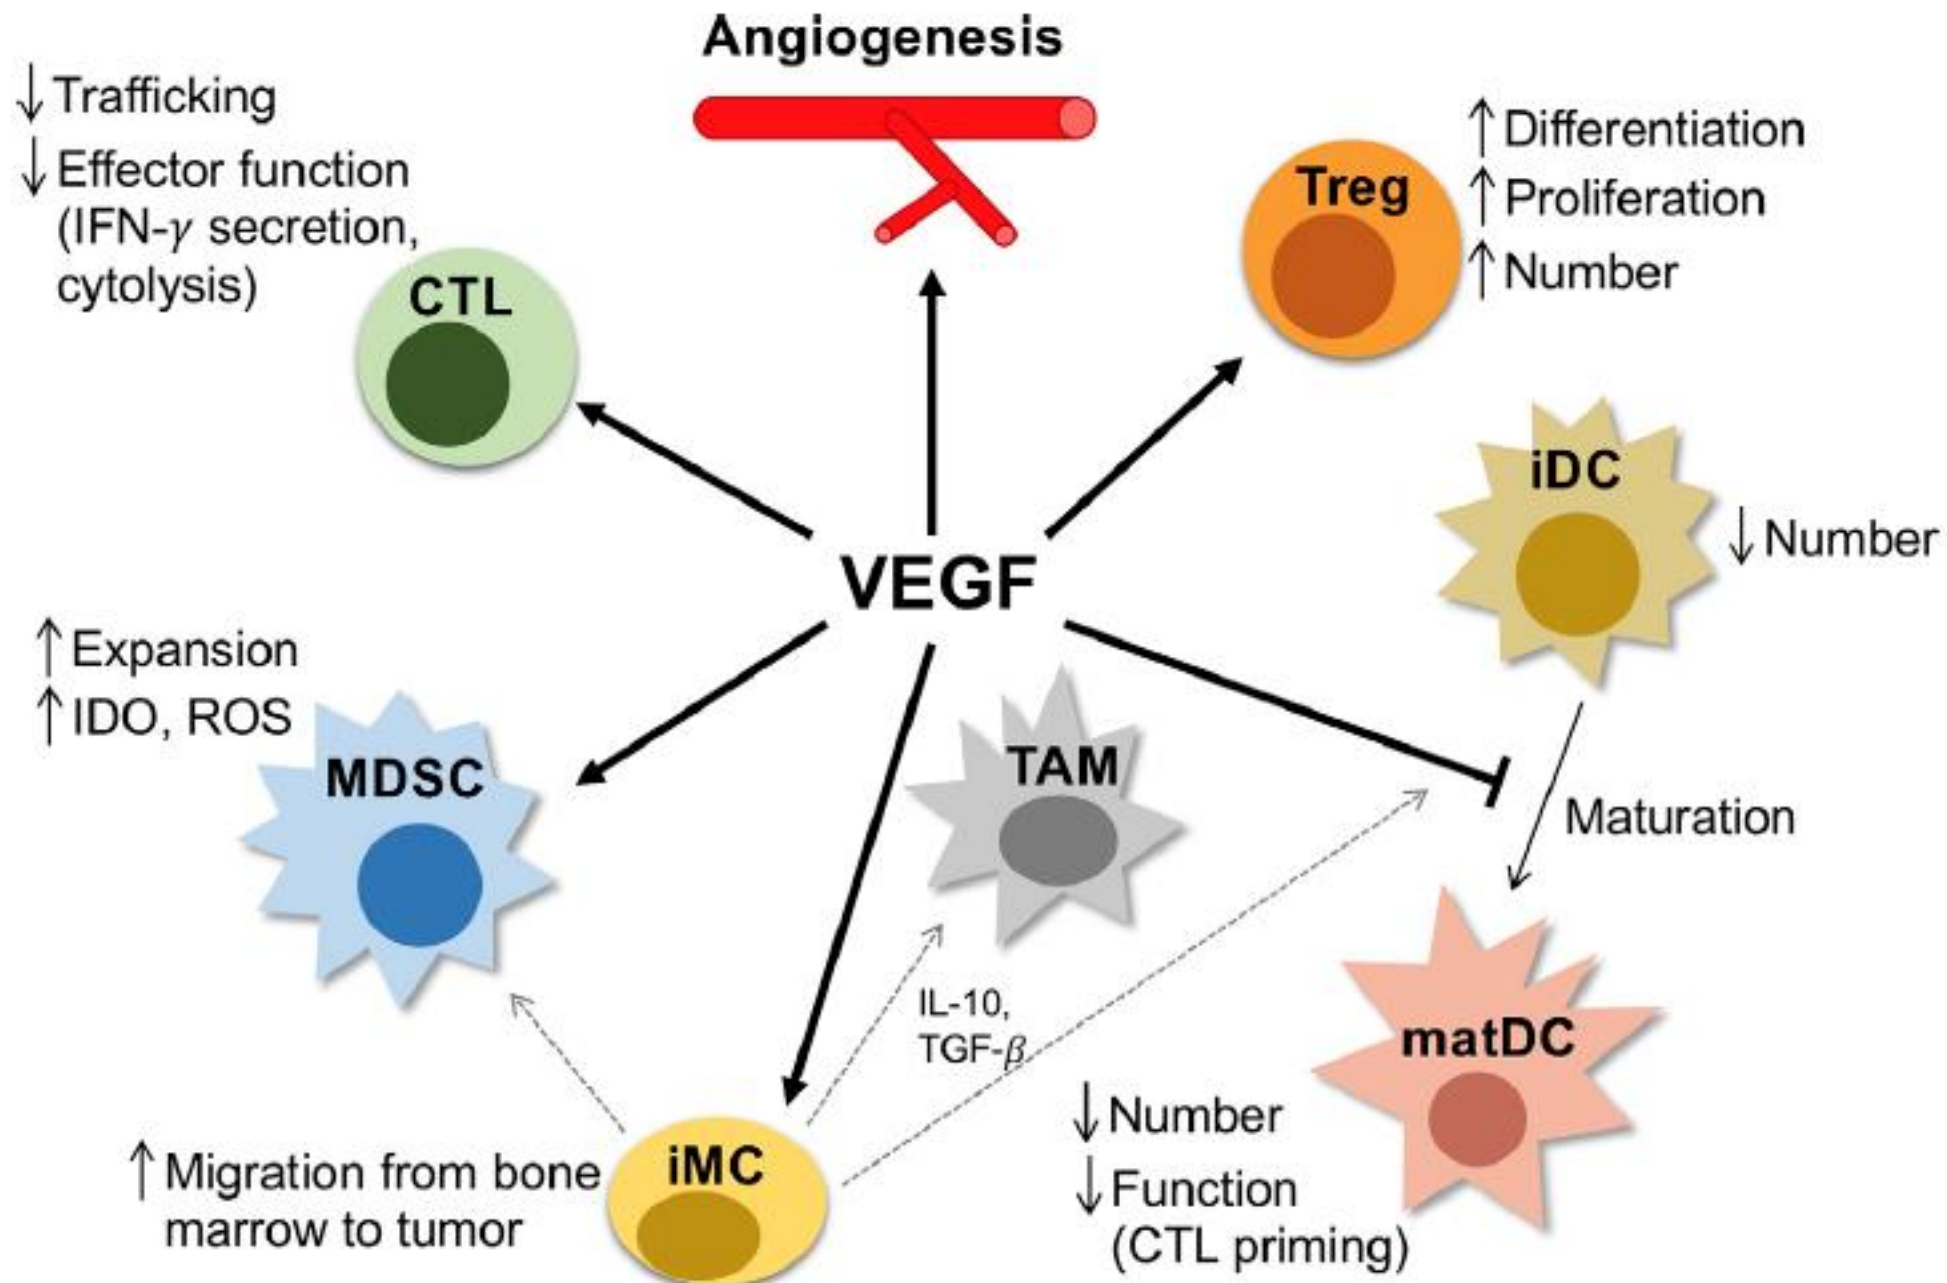 Angiogenesis
↓ Trafficking
↓ Effector function
(IFN-γ secretion,
cytolysis)
CTL
Treg
↑ Differentiation
↑ Proliferation
↑ Number
iDC
↓ Number
VEGF
↑ Expansion
↑ IDO, ROS
MDSC
TAM
Maturation
IL-10,
TGF-β
matDC
↓ Number
↓ Function
(CTL priming)
iMC
↑ Migration from bone
marrow to tumor